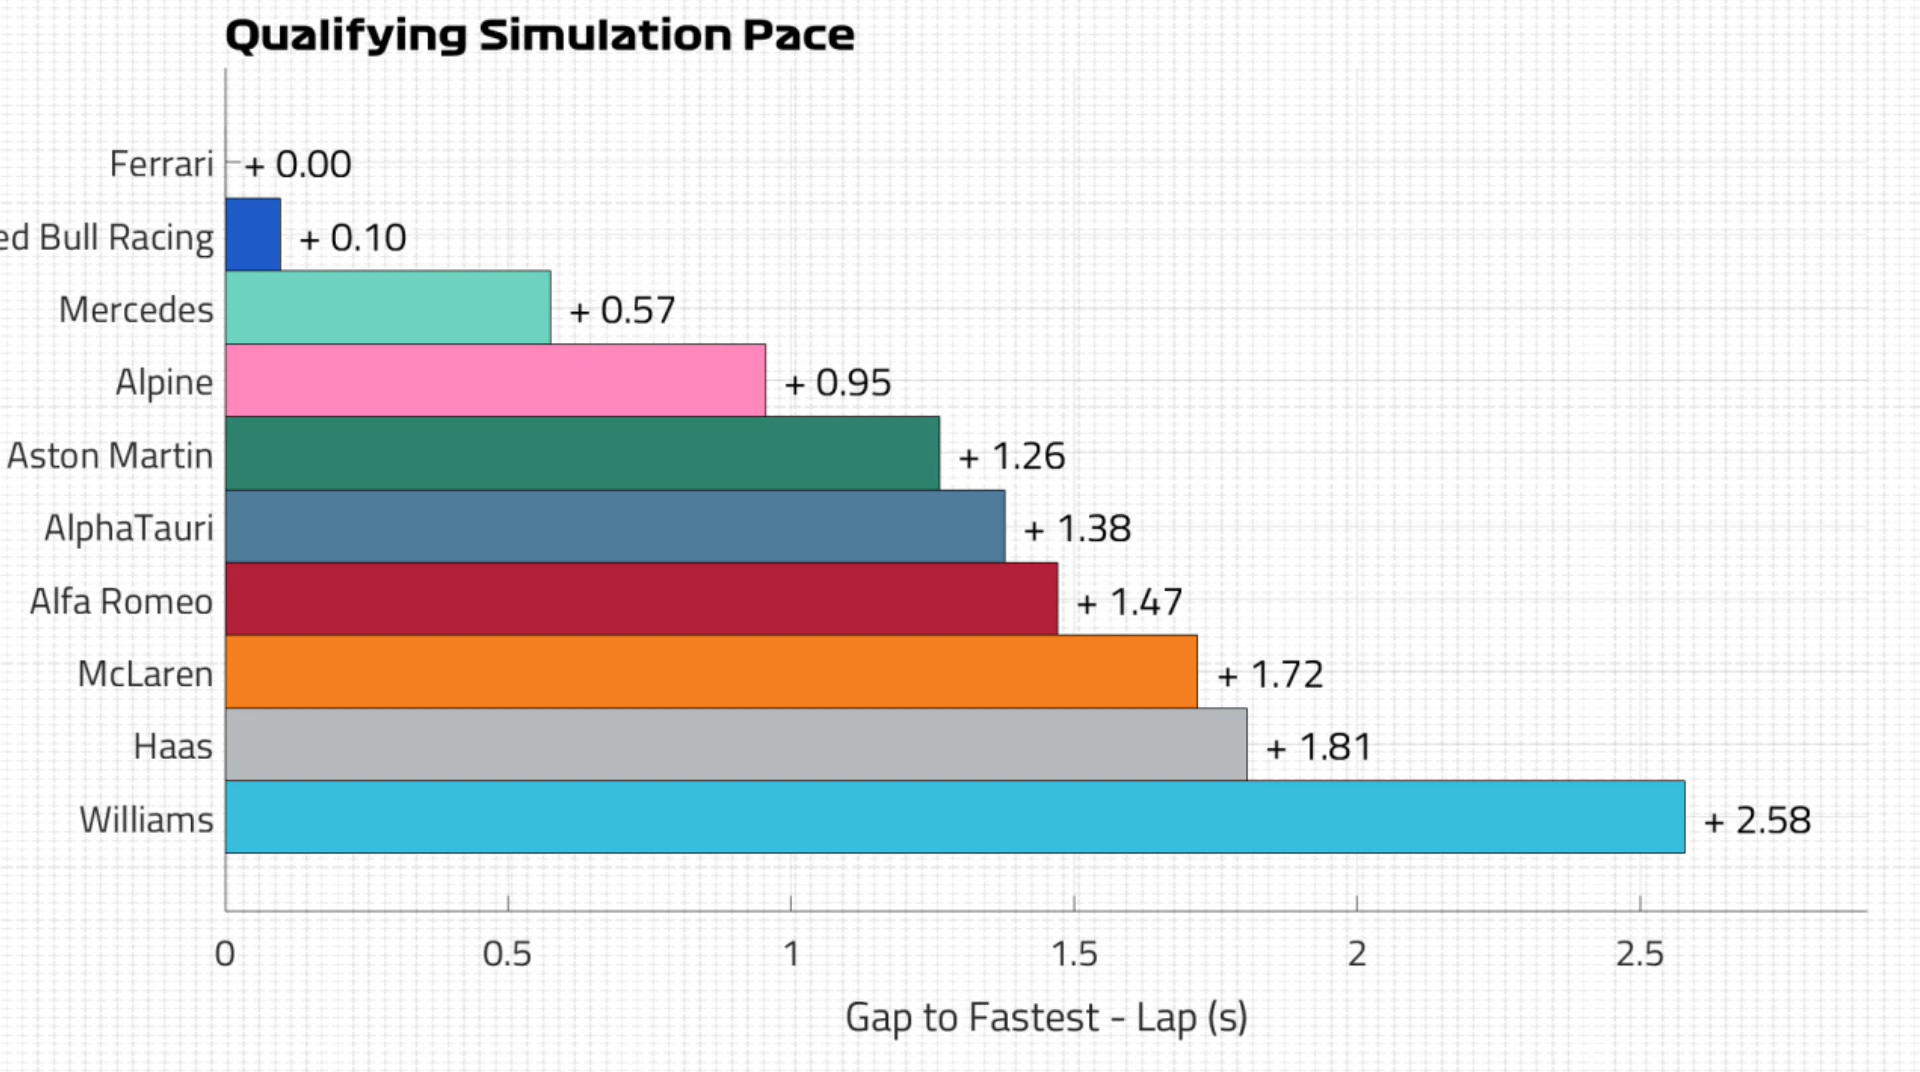 Qualifying Simulation Pace
Ferrari + 0.00
Bull Racing + 0.10
Mercedes + 0.57
Alpine + 0.95
Aston Martin + 1.26
AlphaTauri + 1.38
Alfa Romeo + 1.47
McLaren + 1.72
Haas + 1.81
Williams + 2.58
0 0.5 1 1.5 2 2.5
Gap to Fastest - Lap (s)